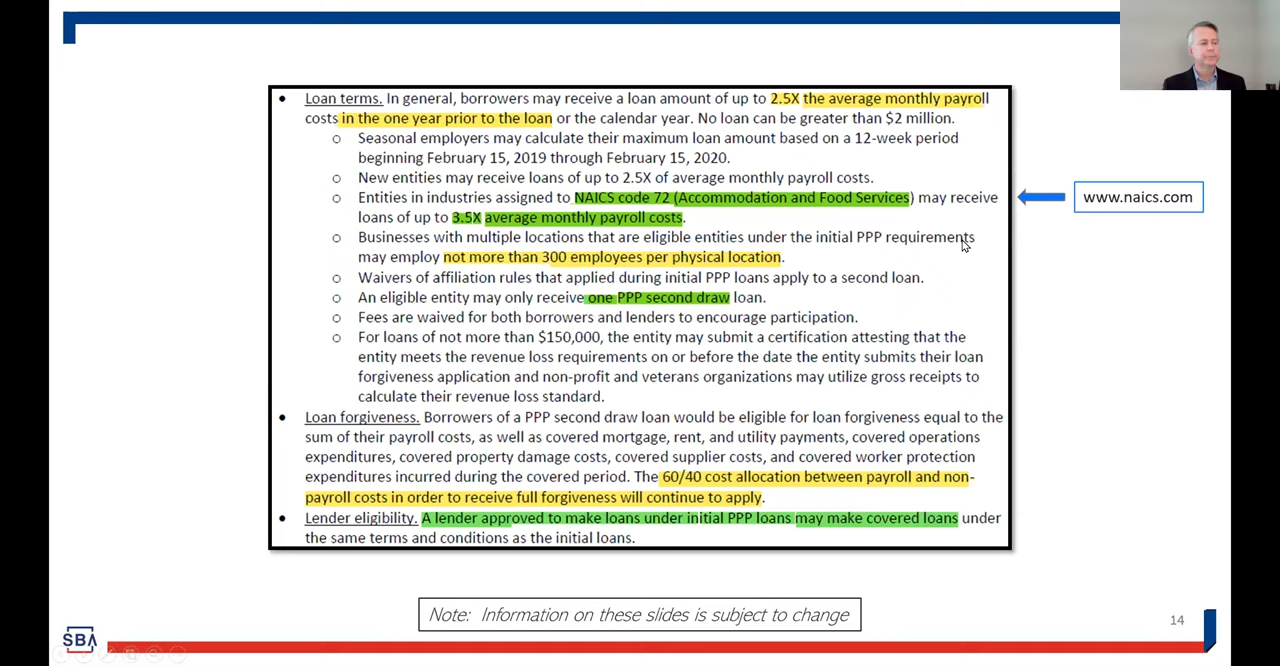 • Loan terms. In general, borrowers may receive a loan amount of up to 2.5X the average monthly payroll
costs in the one year prior to the loan or the calendar year. No loan can be greater than $2 million.
o Seasonal employers may calculate their maximum loan amount based on a 12-week period
beginning February 15, 2019 through February 15, 2020.
o New entities may receive loans of up to 2.5X of average monthly payroll costs.
o Entities in industries assigned to NAICS code 72 (Accommodation and Food Services) may receive
loans of up to 3.5X average monthly payroll costs.
www.naics.com
o Businesses with multiple locations that are eligible entities under the initial PPP requirements
may employ not more than 300 employees per physical location.
o Waivers of affiliation rules that applied during initial PPP loans apply to a second loan.
o An eligible entity may only receive one PPP second draw loan.
o Fees are waived for both borrowers and lenders to encourage participation.
o For loans of not more than $150,000, the entity may submit a certification attesting that the
entity meets the revenue loss requirements on or before the date the entity submits their loan
forgiveness application and non-profit and veterans organizations may utilize gross receipts to
calculate their revenue loss standard.
• Loan forgiveness. Borrowers of a PPP second draw loan would be eligible for loan forgiveness equal to the
sum of their payroll costs, as well as covered mortgage, rent, and utility payments, covered operations
expenditures, covered property damage costs, covered supplier costs, and covered worker protection
expenditures incurred during the covered period. The 60/40 cost allocation between payroll and non-
payroll costs in order to receive full forgiveness will continue to apply.
• Lender eligibility. A lender approved to make loans under initial PPP loans may make covered loans under
the same terms and conditions as the initial loans.
Note: Information on these slides is subject to change
14
SBA